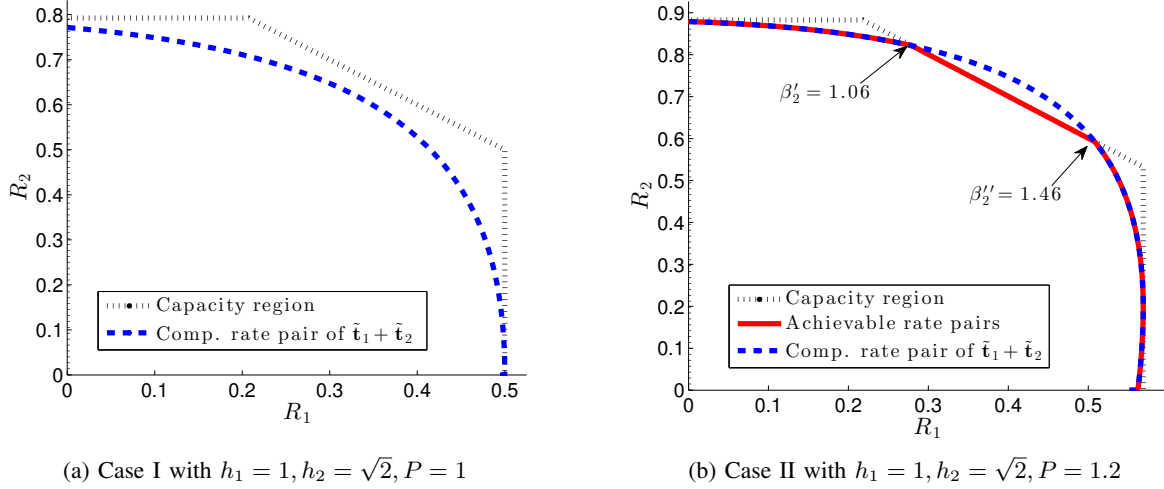 0.8
0.7
0.6
0.5
0.4
0.3
0.2
0.1
0
R₂
0 0.1 0.2 0.3 0.4 0.5
R₁
Capacity region
Comp. rate pair of t̃₁ + t̃₂
(a) Case I with h₁ = 1, h₂ = √2, P = 1
0.9
0.8
0.7
0.6
0.5
0.4
0.3
0.2
0.1
0
R₂
β₂′ = 1.06
β₂′′ = 1.46
Capacity region
Achievable rate pairs
Comp. rate pair of t̃₁ + t̃₂
0 0.1 0.2 0.3 0.4 0.5
R₁
(b) Case II with h₁ = 1, h₂ = √2, P = 1.2